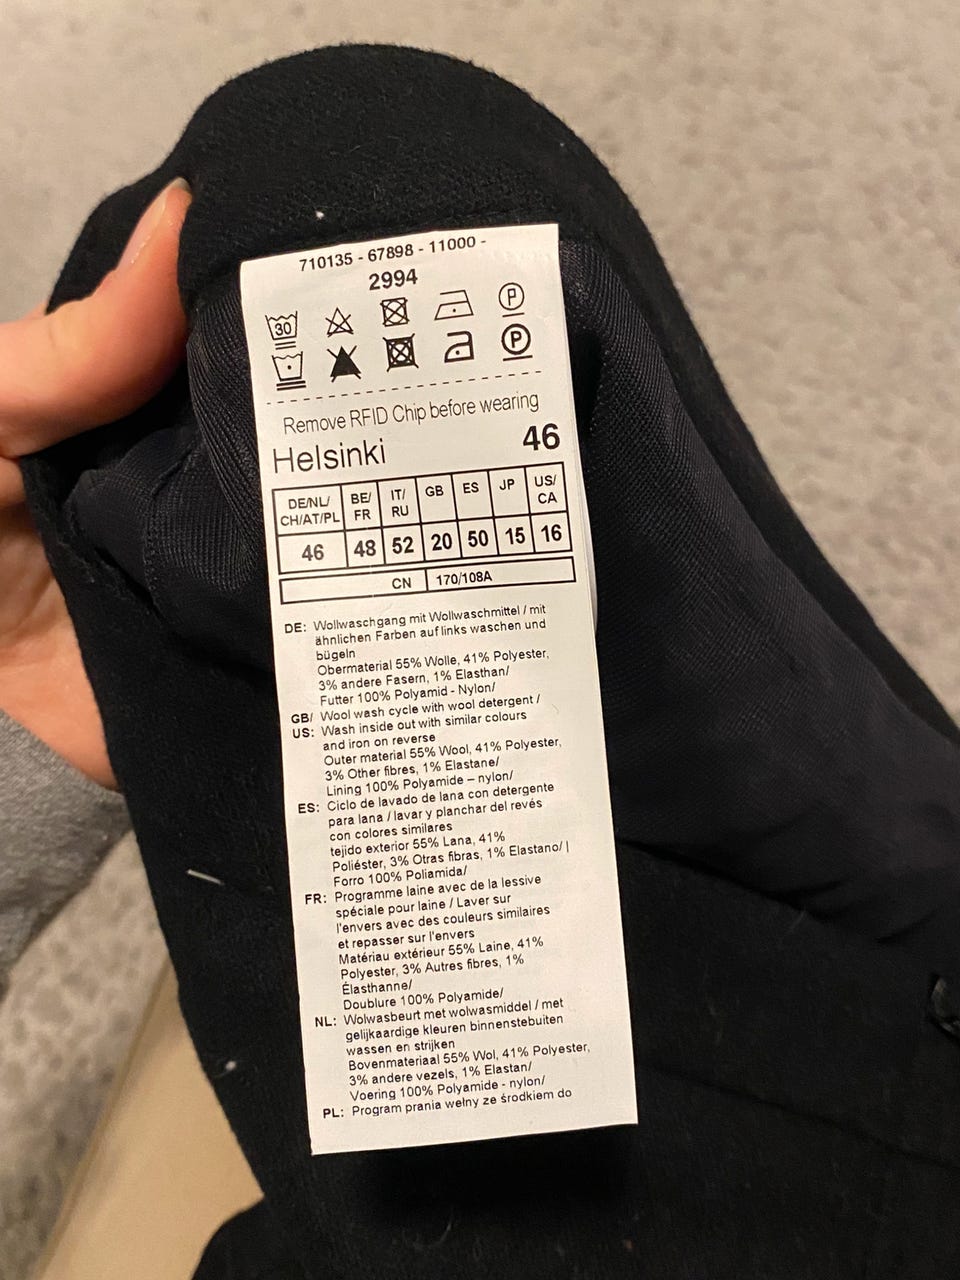 710135 - 67898 - 11000 -
2994
30
P
P
Remove RFID Chip before wearing
Helsinki 46
DE/NL/ CH/AT/PL BE/ FR IT/ RU GB ES JP US/ CA
46 48 52 20 50 15 16
CN 170/108A
DE: Wollwaschgang mit Wollwaschmittel / mit
ähnlichen Farben auf links waschen und
bügeln
Obermaterial 55% Wolle, 41% Polyester,
3% andere Fasern, 1% Elasthan/
Futter 100% Polyamid - Nylon/
GB/ Wool wash cycle with wool detergent /
US: Wash inside out with similar colours
and iron on reverse
Outer material 55% Wool, 41% Polyester,
3% Other fibres, 1% Elastane/
Lining 100% Polyamide – nylon/
ES: Ciclo de lavado de lana con detergente
para lana / lavar y planchar del revés
con colores similares
tejido exterior 55% Lana, 41%
Poliéster, 3% Otras fibras, 1% Elastano/ |
Forro 100% Poliamida/
FR: Programme laine avec de la lessive
spéciale pour laine / Laver sur
l'envers avec des couleurs similaires
et repasser sur l'envers
Matériau extérieur 55% Laine, 41%
Polyester, 3% Autres fibres, 1%
Élasthanne/
Doublure 100% Polyamide/
NL: Wolwasbeurt met wolwasmiddel / met
gelijkaardige kleuren binnenstebuiten
wassen en strijken
Bovenmateriaal 55% Wol, 41% Polyester,
3% andere vezels, 1% Elastan/
Voering 100% Polyamide - nylon/
PL: Program prania wełny ze środkiem do